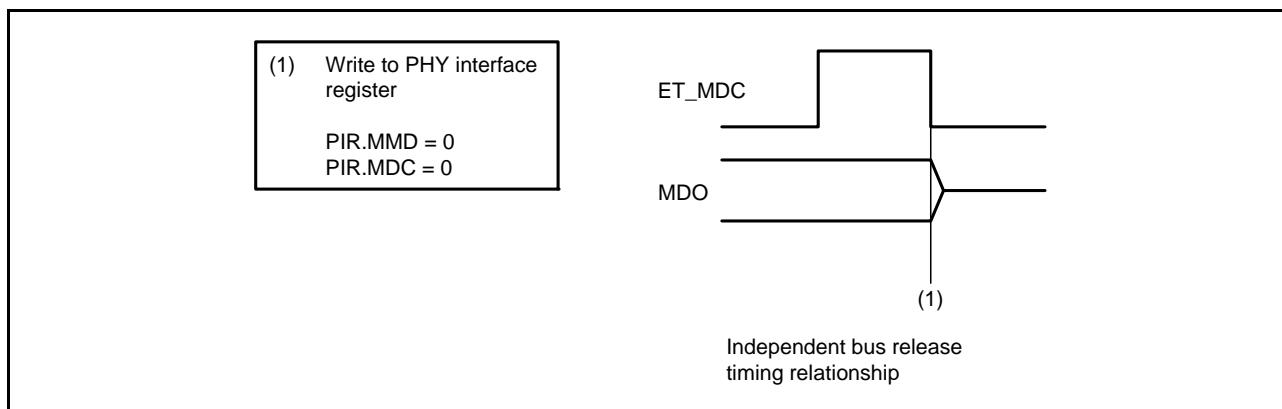 (1) Write to PHY interface
register
PIR.MMD = 0
PIR.MDC = 0
ET_MDC
MDO
(1)
Independent bus release
timing relationship